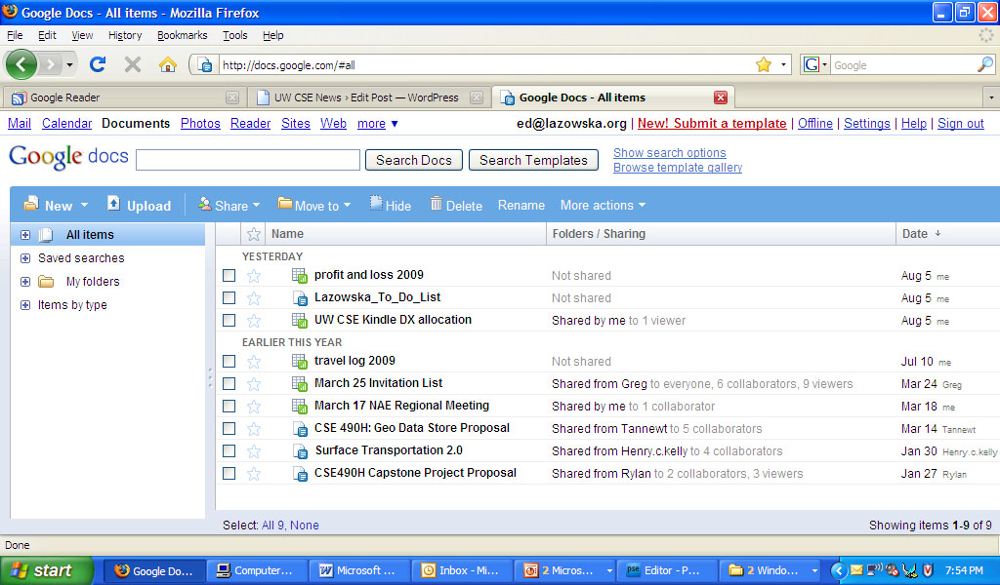 Google Docs - All items - Mozilla Firefox
File Edit View History Bookmarks Tools Help
http://docs.google.com/#all
G Google
Google Reader UW CSE News › Edit Post — WordPress Google Docs - All items
Mail Calendar Documents Photos Reader Sites Web more ▼ ed@lazowska.org | New! Submit a template | Offline | Settings | Help | Sign out
Google docs Search Docs Search Templates Show search options
Browse template gallery
New Upload Share Move to Hide Delete Rename More actions
All items Name Folders / Sharing Date ↓
Saved searches
My folders
Items by type
YESTERDAY
profit and loss 2009 Not shared Aug 5 me
Lazowska_To_Do_List Not shared Aug 5 me
UW CSE Kindle DX allocation Shared by me to 1 viewer Aug 5 me
EARLIER THIS YEAR
travel log 2009 Not shared Jul 10 me
March 25 Invitation List Shared from Greg to everyone, 6 collaborators, 9 viewers Mar 24 Greg
March 17 NAE Regional Meeting Shared by me to 1 collaborator Mar 18 me
CSE 490H: Geo Data Store Proposal Shared from Tannewt to 5 collaborators Mar 14 Tannewt
Surface Transportation 2.0 Shared from Henry.c.kelly to 4 collaborators Jan 30 Henry.c.kelly
CSE490H Capstone Project Proposal Shared from Rylan to 2 collaborators, 3 viewers Jan 27 Rylan
Select: All 9, None Showing items 1-9 of 9
Done
start Google Do... Computer... Microsoft ... Inbox - Mi... 2 Micros... pse Editor - P... 2 Windo... 7:54 PM